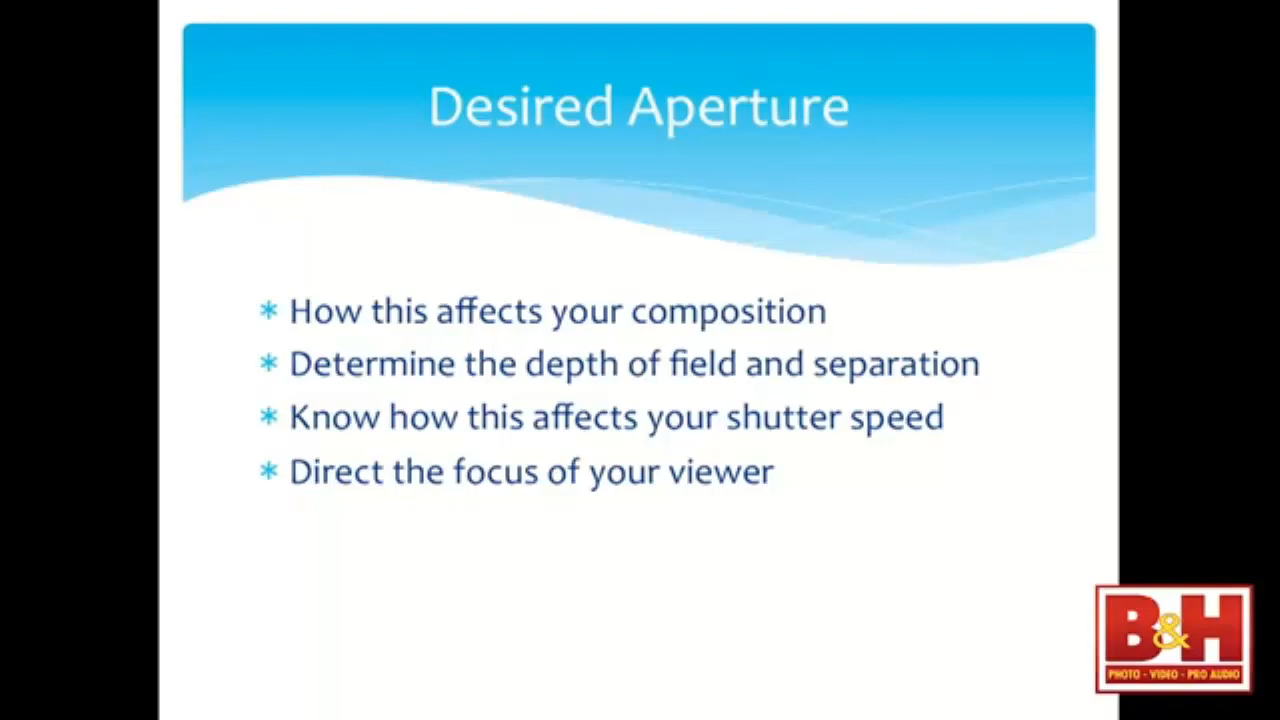 Desired Aperture
* How this affects your composition
* Determine the depth of field and separation
* Know how this affects your shutter speed
* Direct the focus of your viewer
B&H
PHOTO - VIDEO - PRO AUDIO